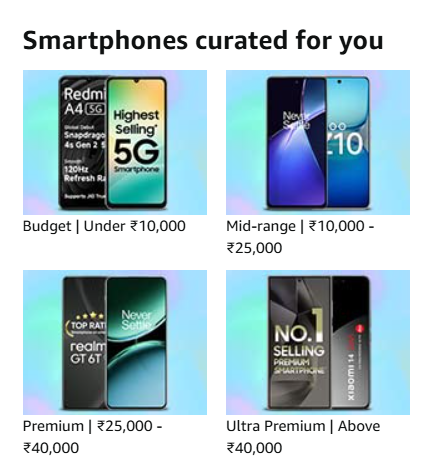 Smartphones curated for you
Redmi
A4 5G
Global Debut
Snapdragon
4s Gen 2 5
Smooth
120Hz
Refresh Ra
Supports Jio True
Highest
Selling*
5G
Smartphone
Never
Settle
Z10
Budget | Under ₹10,000
Mid-range | ₹10,000 -
₹25,000
TOP RATI
realm
GT 6T
Never
Settle
NO.1
SELLING
PREMIUM
SMARTPHONE
xiaomi 14
Premium | ₹25,000 -
₹40,000
Ultra Premium | Above
₹40,000